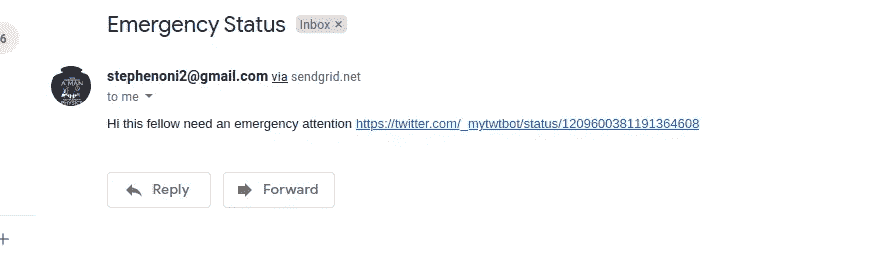 Emergency Status Inbox ×
6
stephenoni2@gmail.com via sendgrid.net
to me
Hi this fellow need an emergency attention https://twitter.com/_mytwtbot/status/1209600381191364608
Reply Forward